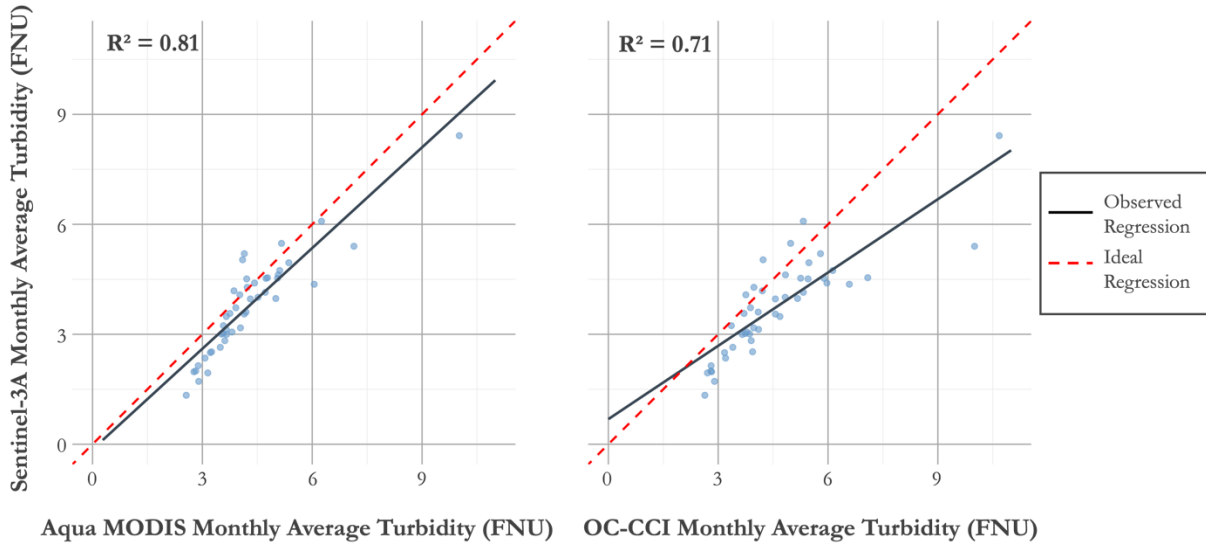 Sentinel-3A Monthly Average Turbidity (FNU)
R² = 0.81
9
6
3
0
0
3
6
9
Aqua MODIS Monthly Average Turbidity (FNU)
R² = 0.71
0
3
6
9
OC-CCI Monthly Average Turbidity (FNU)
Observed
Regression
Ideal
Regression